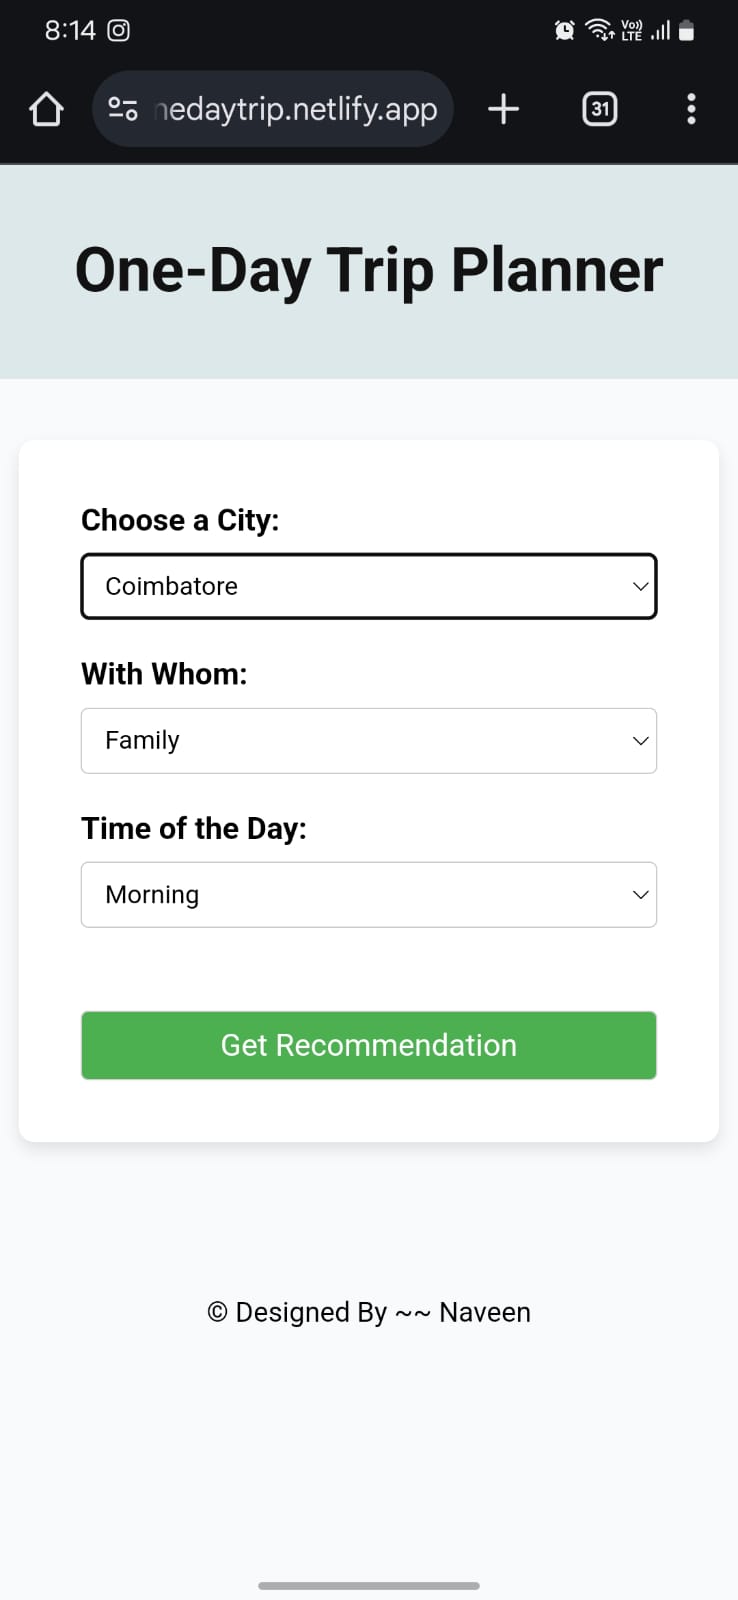 8:14
Vo))
LTE
nedaytrip.netlify.app
31
One-Day Trip Planner
Choose a City:
Coimbatore
With Whom:
Family
Time of the Day:
Morning
Get Recommendation
© Designed By ~~ Naveen